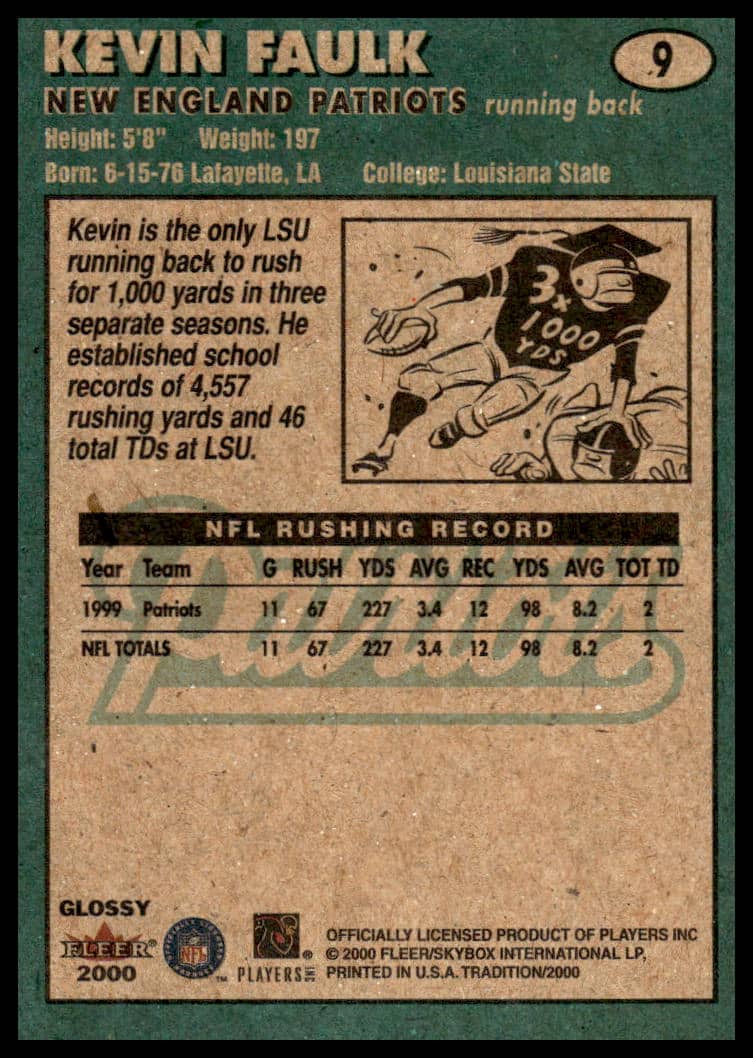 KEVIN FAULK
9
NEW ENGLAND PATRIOTS running back
Height: 5'8" Weight: 197
Born: 6-15-76 Lafayette, LA College: Louisiana State
Kevin is the only LSU
running back to rush
for 1,000 yards in three
separate seasons. He
established school
records of 4,557
rushing yards and 46
total TDs at LSU.
3x
1000
YDS
NFL RUSHING RECORD
Year Team G RUSH YDS AVG REC YDS AVG TOT TD
1999 Patriots 11 67 227 3.4 12 98 8.2 2
NFL TOTALS 11 67 227 3.4 12 98 8.2 2
Patriots
GLOSSY
FLEER®
2000
NFL
™
PLAYERS INC
®
OFFICIALLY LICENSED PRODUCT OF PLAYERS INC
© 2000 FLEER/SKYBOX INTERNATIONAL LP,
PRINTED IN U.S.A. TRADITION/2000